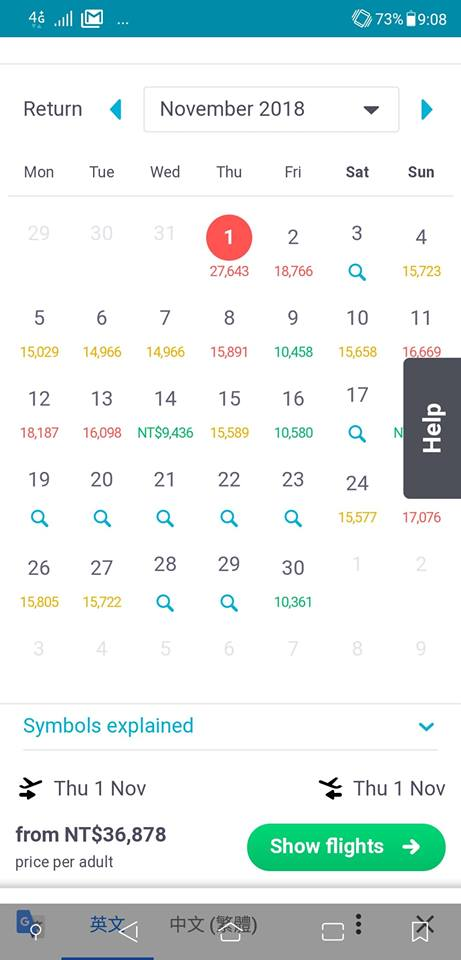 4G ... 73% 9:08
Return November 2018
Mon Tue Wed Thu Fri Sat Sun
29 30 31 1 2 3 4
27,643 18,766 15,723
5 6 7 8 9 10 11
15,029 14,966 14,966 15,891 10,458 15,658 16,669
12 13 14 15 16 17
18,187 16,098 NT$9,436 15,589 10,580
Help
19 20 21 22 23 24
15,577 17,076
26 27 28 29 30 1 2
15,805 15,722 10,361
3 4 5 6 7 8 9
Symbols explained
Thu 1 Nov Thu 1 Nov
from NT$36,878
price per adult
Show flights
英文 中文 (繁體)